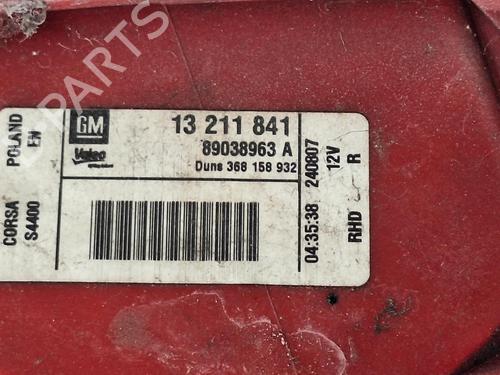 B PARTS
GM
Valeo
13 211 841
89038963 A
Duns 368 158 932
POLAND
EN
CORSA
S4400
04:35:38 240807
12V
RHD R